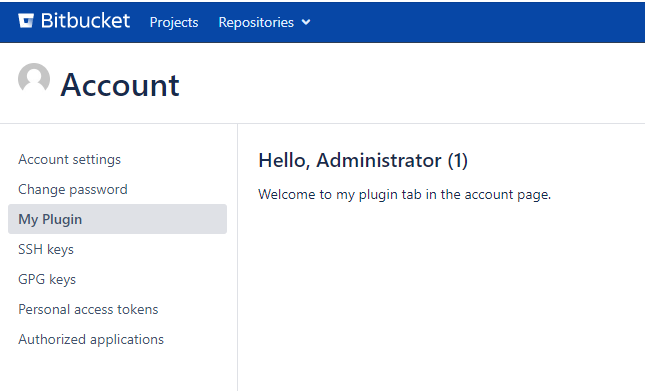 Bitbucket Projects Repositories
Account
Account settings
Change password
My Plugin
SSH keys
GPG keys
Personal access tokens
Authorized applications
Hello, Administrator (1)
Welcome to my plugin tab in the account page.